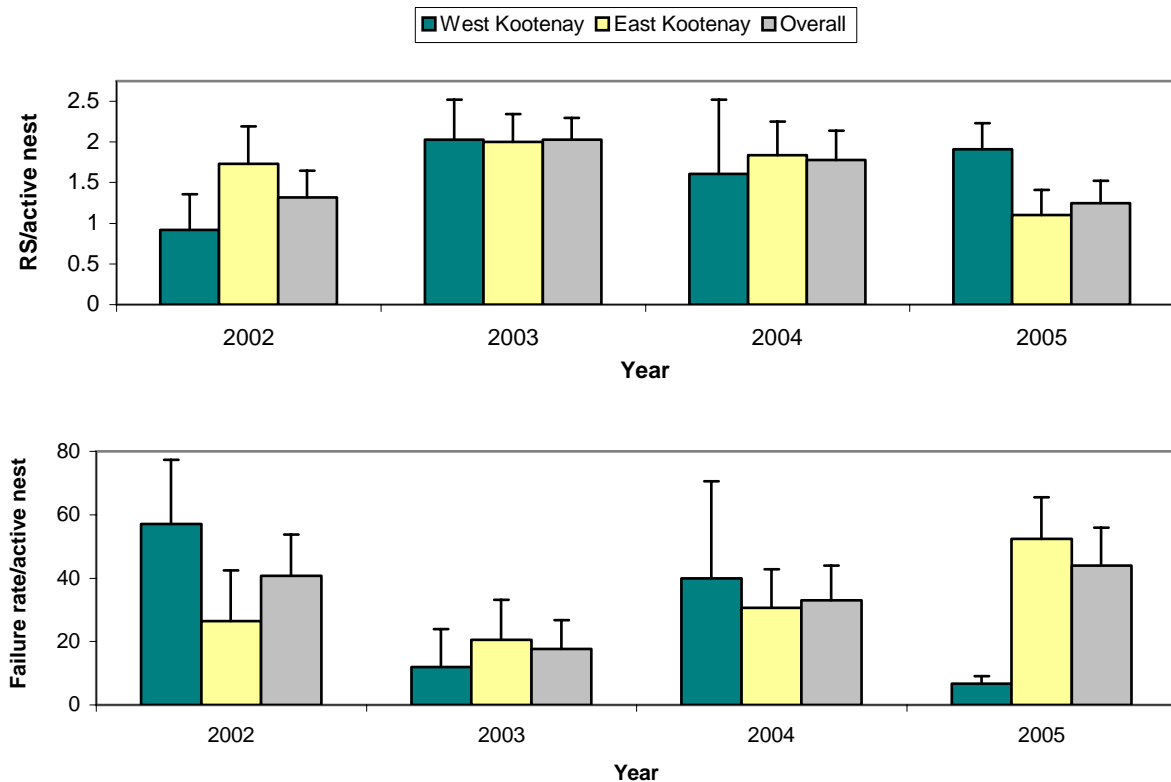 West Kootenay East Kootenay Overall
RS/active nest
2.5
2
1.5
1
0.5
0
2002 2003 2004 2005
Year
Failure rate/active nest
80
60
40
20
0
2002 2003 2004 2005
Year